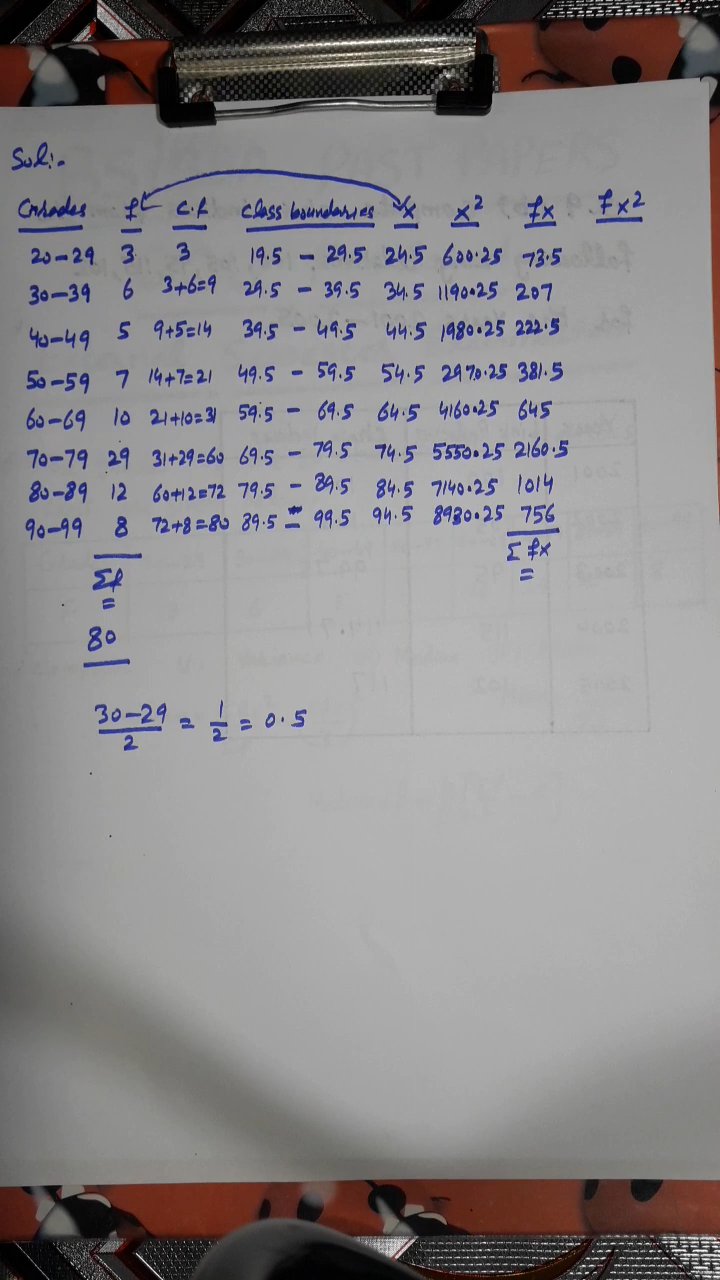 Sol:-
Grades f C.f class boundaries x x² fx fx²
20-29 3 3 19.5 - 29.5 24.5 600.25 73.5
30-39 6 3+6=9 29.5 - 39.5 34.5 1190.25 207
40-49 5 9+5=14 39.5 - 49.5 44.5 1980.25 222.5
50-59 7 14+7=21 49.5 - 59.5 54.5 2970.25 381.5
60-69 10 21+10=31 59.5 - 69.5 64.5 4160.25 645
70-79 29 31+29=60 69.5 - 79.5 74.5 5550.25 2160.5
80-89 12 60+12=72 79.5 - 89.5 84.5 7140.25 1014
90-99 8 72+8=80 89.5 - 99.5 94.5 8930.25 756
Σf Σfx
= =
80
30-29/2 = 1/2 = 0.5